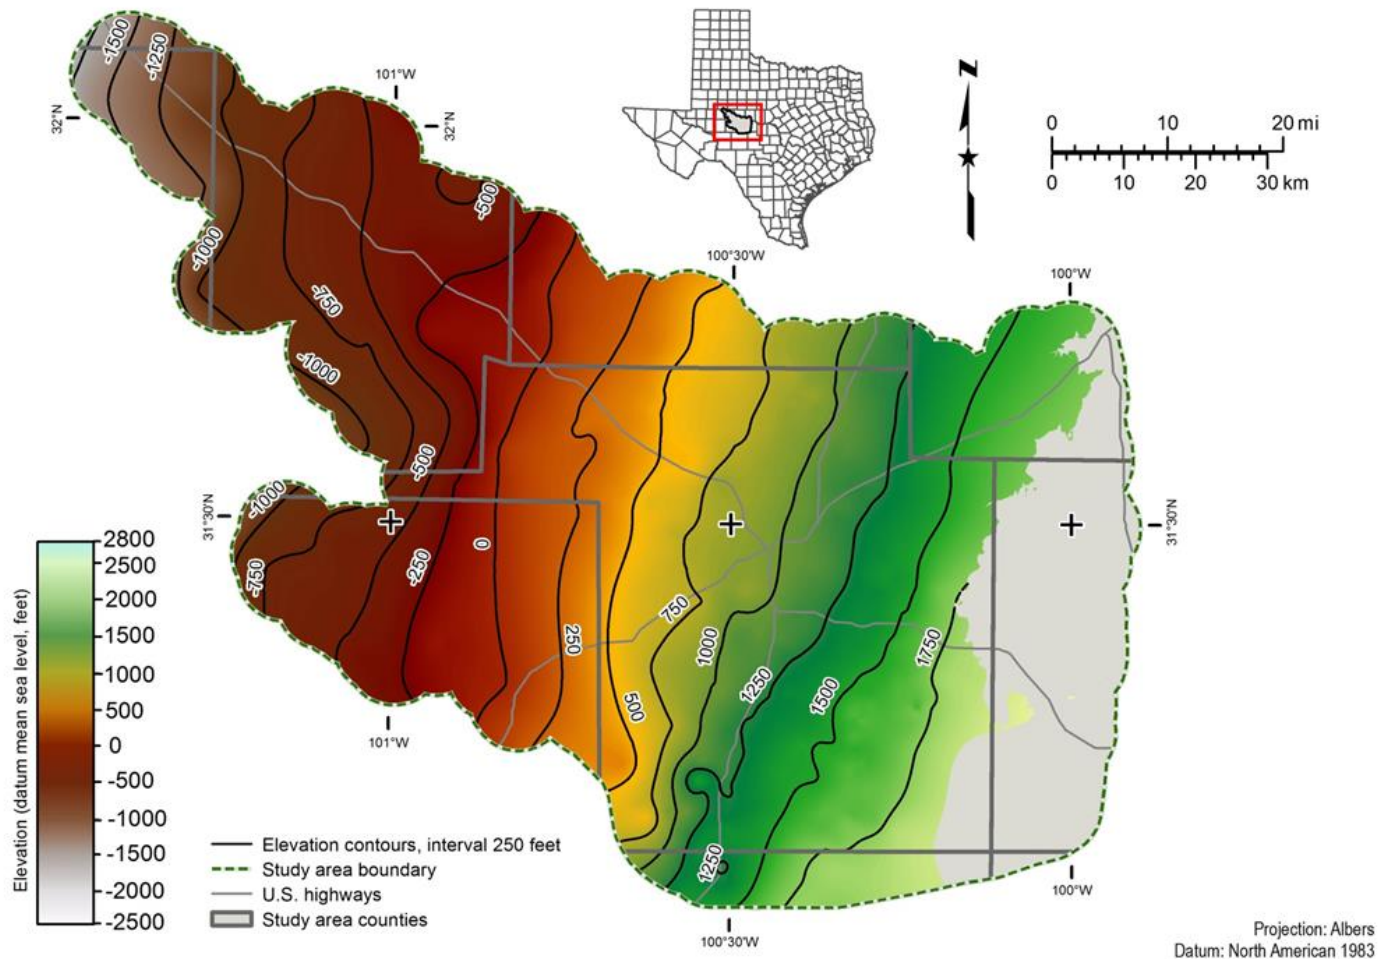 -1500
-1250
101°W
32°N
32°N
N
0 10 20 mi
0 10 20 30 km
-500
-1000
100°30'W
100°W
-750
-1000
-500
-1000
31°30'N
31°30'N
0
-250
-750
750
250
1000
1750
1250
1500
500
101°W
1250
100°W
100°30'W
Elevation (datum mean sea level, feet)
2800
2500
2000
1500
1000
500
0
-500
-1000
-1500
-2000
-2500
Elevation contours, interval 250 feet
Study area boundary
U.S. highways
Study area counties
Projection: Albers
Datum: North American 1983